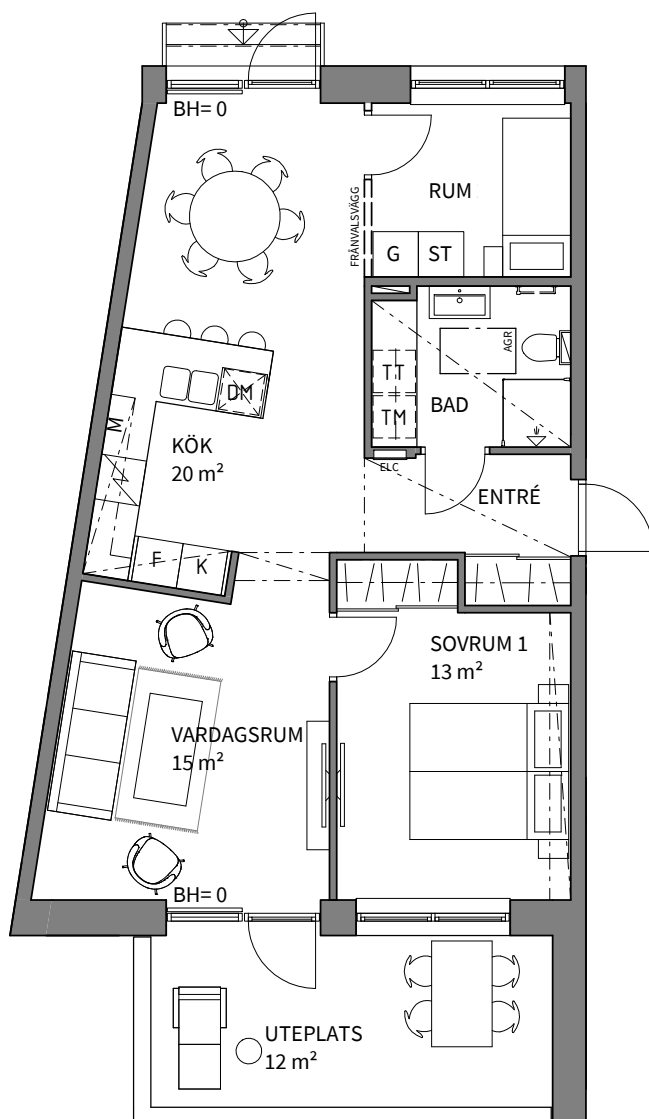 BH= 0
RUM
FRÅNVALSVÄGG
G
ST
AGR
TT
DM
TM
BAD
M
KÖK
20 m²
ELC
ENTRÉ
F
K
SOVRUM 1
13 m²
VARDAGSRUM
15 m²
BH= 0
UTEPLATS
12 m²